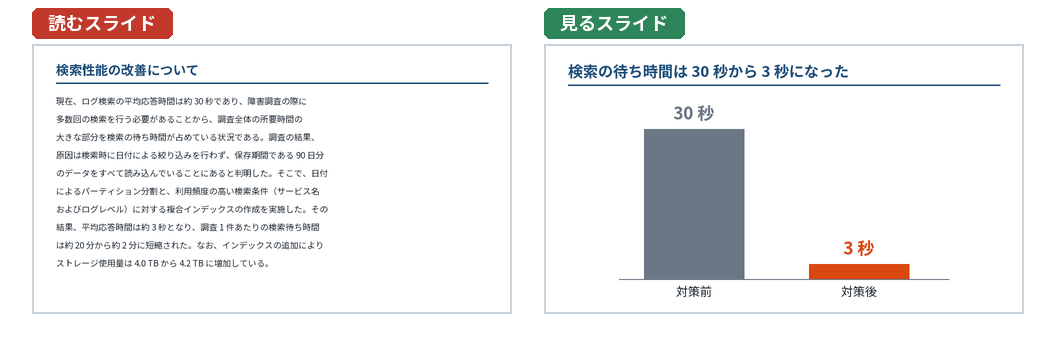 読むスライド
検索性能の改善について
現在、ログ検索の平均応答時間は約 30 秒であり、障害調査の際に
多数回の検索を行う必要があることから、調査全体の所要時間の
大きな部分を検索の待ち時間が占めている状況である。調査の結果、
原因は検索時に日付による絞り込みを行わず、保存期間である 90 日分
のデータをすべて読み込んでいることにあると判明した。そこで、日付
によるパーティション分割と、利用頻度の高い検索条件（サービス名
およびログレベル）に対する複合インデックスの作成を実施した。その
結果、平均応答時間は約 3 秒となり、調査 1 件あたりの検索待ち時間
は約 20 分から約 2 分に短縮された。なお、インデックスの追加により
ストレージ使用量は 4.0 TB から 4.2 TB に増加している。
見るスライド
検索の待ち時間は 30 秒から 3 秒になった
30 秒
3 秒
対策前
対策後